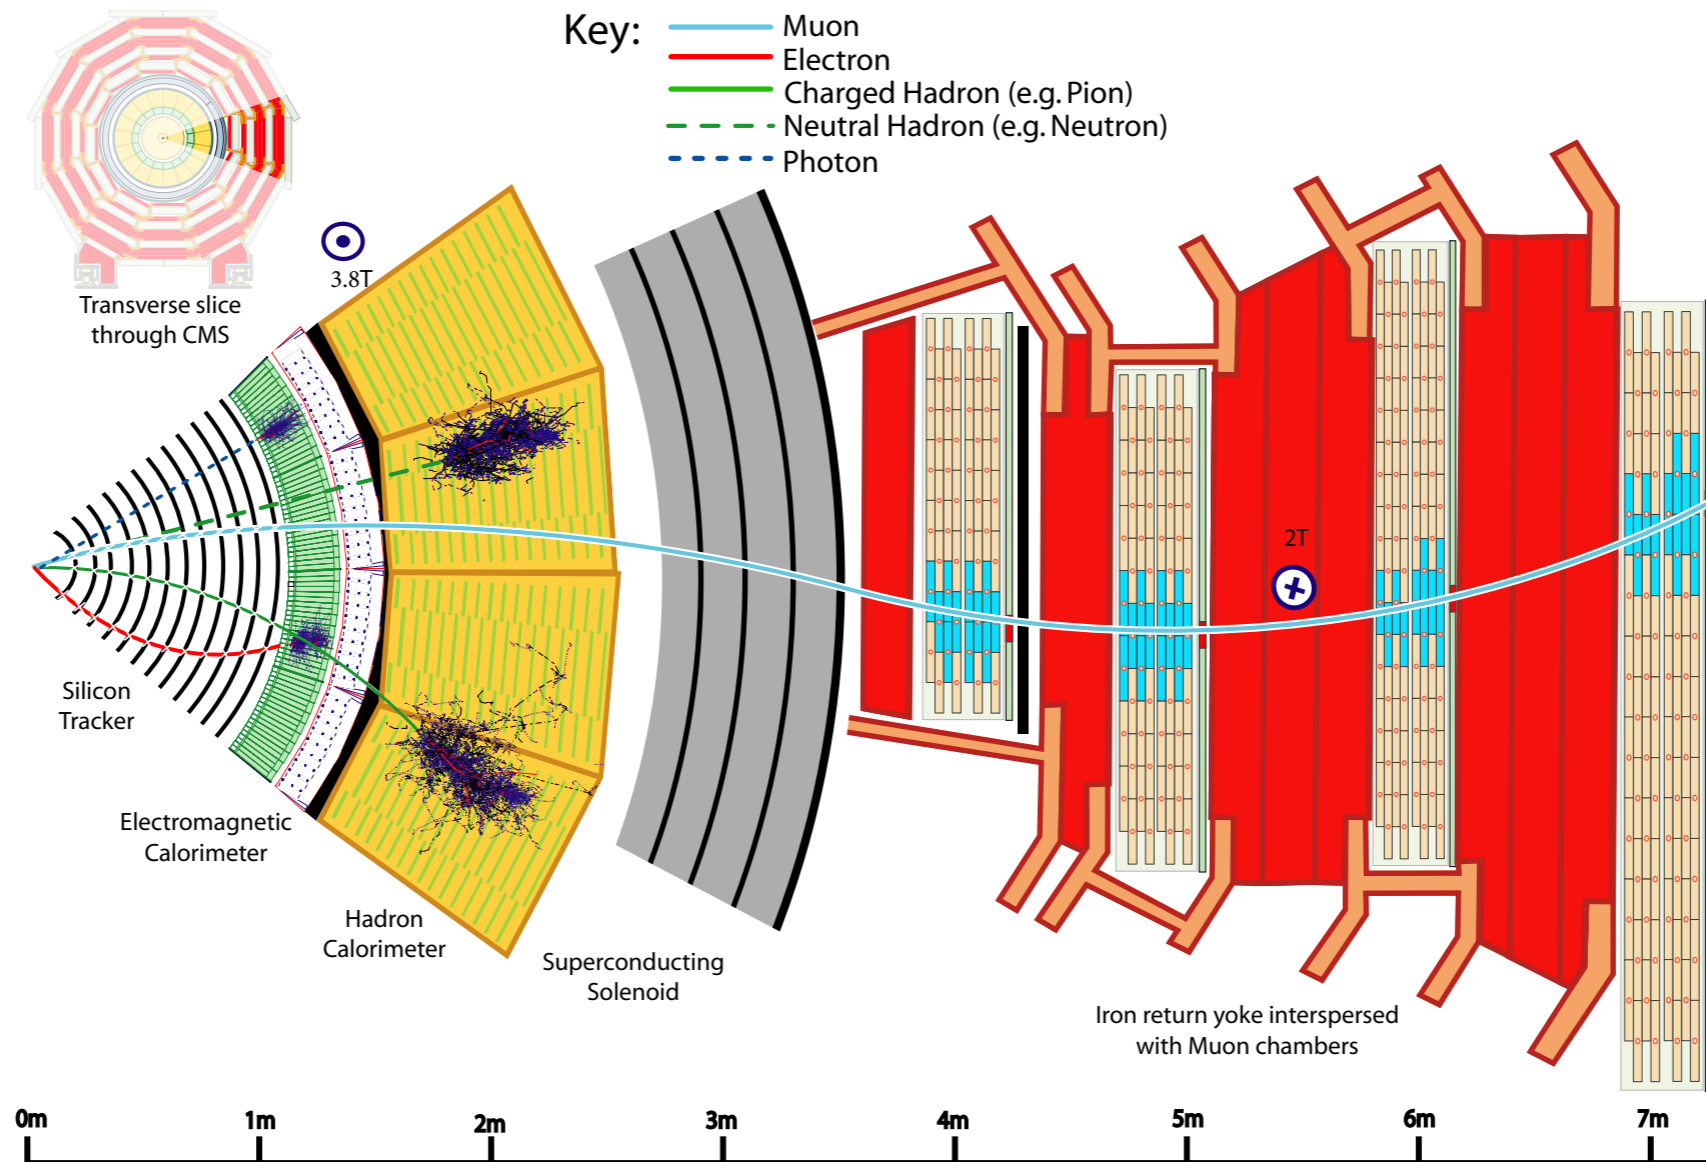 Key:
Muon
Electron
Charged Hadron (e.g. Pion)
Neutral Hadron (e.g. Neutron)
Photon
Transverse slice
through CMS
3.8T
2T
Silicon
Tracker
Electromagnetic
Calorimeter
Hadron
Calorimeter
Superconducting
Solenoid
Iron return yoke interspersed
with Muon chambers
0m
1m
2m
3m
4m
5m
6m
7m